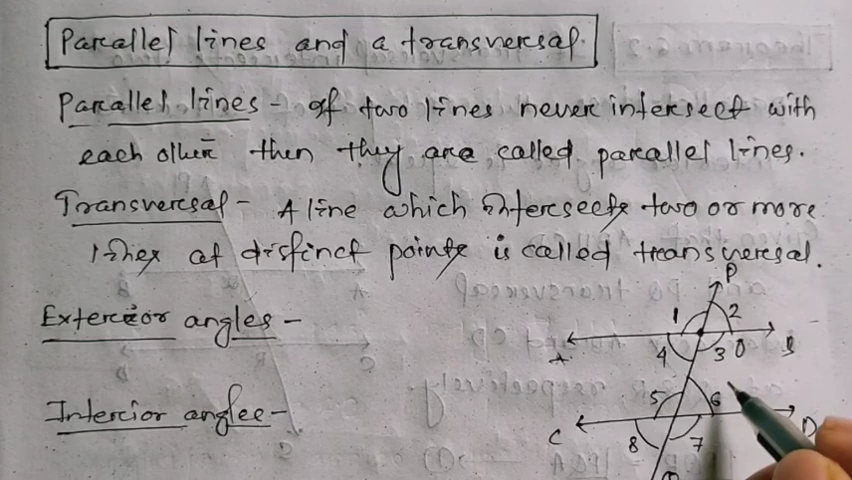 Parallel lines and a transversal
Parallel lines - If two lines never intersect with
each other then they are called parallel lines.
Transversal - A line which intersects two or more
lines at distinct points is called transversal.
Exterior angles -
Interior angles -
P
1 2
A 4 3 O B
5 6
C 8 7 D